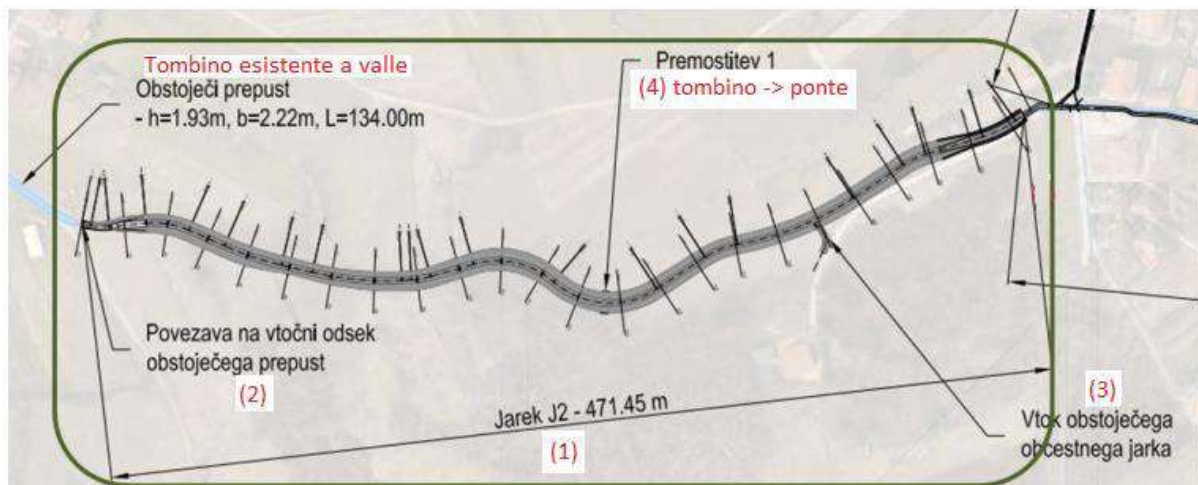 Tombino esistente a valle
Obstoječi prepust
- h=1.93m, b=2.22m, L=134.00m
Premostitev 1
(4) tombino -> ponte
Povezava na vtočni odsek
obstoječega prepust
(2)
Jarek J2 - 471.45 m
(1)
(3)
Vtok obstoječega
obcestnega jarka